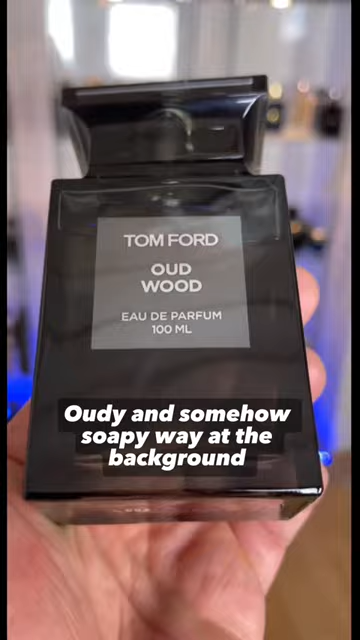 TOM FORD
OUD
WOOD
EAU DE PARFUM
100 ML
Oudy and somehow
soapy way at the
background